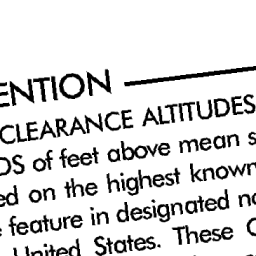 ENTION
CLEARANCE ALTITUDES
DS of feet above mean s
ed on the highest known
feature in designated n
United States. These